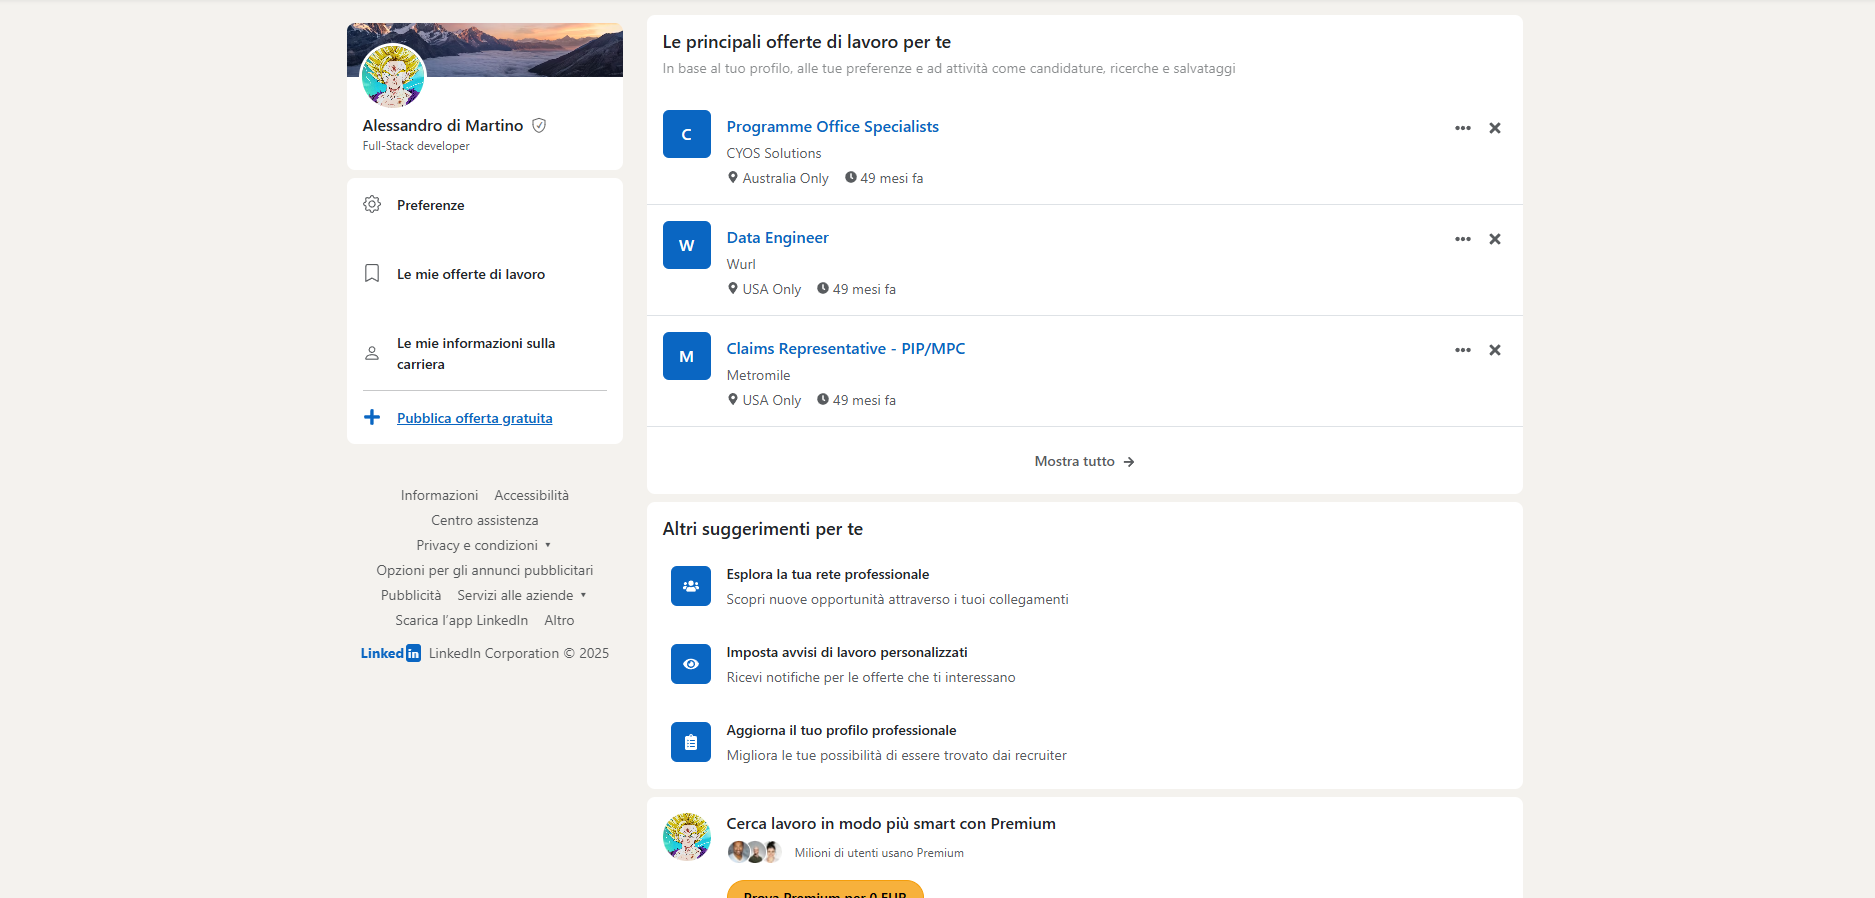 Alessandro di Martino
Full-Stack developer
Preferenze
Le mie offerte di lavoro
Le mie informazioni sulla
carriera
Pubblica offerta gratuita
Informazioni Accessibilità
Centro assistenza
Privacy e condizioni ▾
Opzioni per gli annunci pubblicitari
Pubblicità Servizi alle aziende ▾
Scarica l'app LinkedIn Altro
Linked in LinkedIn Corporation © 2025
Le principali offerte di lavoro per te
In base al tuo profilo, alle tue preferenze e ad attività come candidature, ricerche e salvataggi
C
Programme Office Specialists
CYOS Solutions
Australia Only 49 mesi fa
W
Data Engineer
Wurl
USA Only 49 mesi fa
M
Claims Representative - PIP/MPC
Metromile
USA Only 49 mesi fa
Mostra tutto →
Altri suggerimenti per te
Esplora la tua rete professionale
Scopri nuove opportunità attraverso i tuoi collegamenti
Imposta avvisi di lavoro personalizzati
Ricevi notifiche per le offerte che ti interessano
Aggiorna il tuo profilo professionale
Migliora le tue possibilità di essere trovato dai recruiter
Cerca lavoro in modo più smart con Premium
Milioni di utenti usano Premium
Prova Premium per 0 EUR